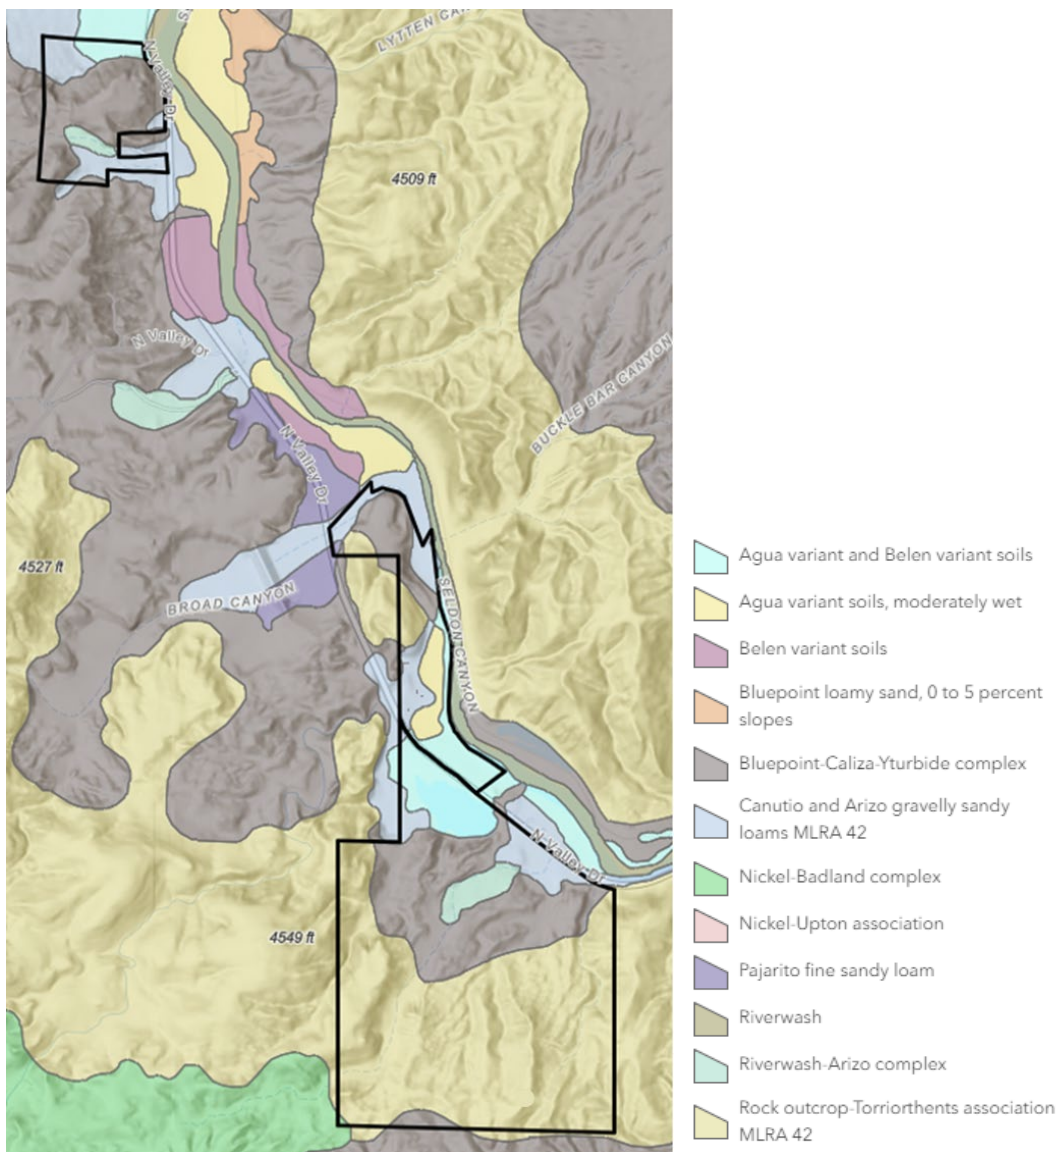 LYTTEN CAN
N Valley Dr
4509 ft
N Valley Dr
BUCKLE BAR CANYON
N Valley Dr
4527 ft
BROAD CANYON
SELDON CANYON
N Valley Dr
4549 ft
Agua variant and Belen variant soils
Agua variant soils, moderately wet
Belen variant soils
Bluepoint loamy sand, 0 to 5 percent
slopes
Bluepoint-Caliza-Yturbide complex
Canutio and Arizo gravelly sandy
loams MLRA 42
Nickel-Badland complex
Nickel-Upton association
Pajarito fine sandy loam
Riverwash
Riverwash-Arizo complex
Rock outcrop-Torriorthents association
MLRA 42